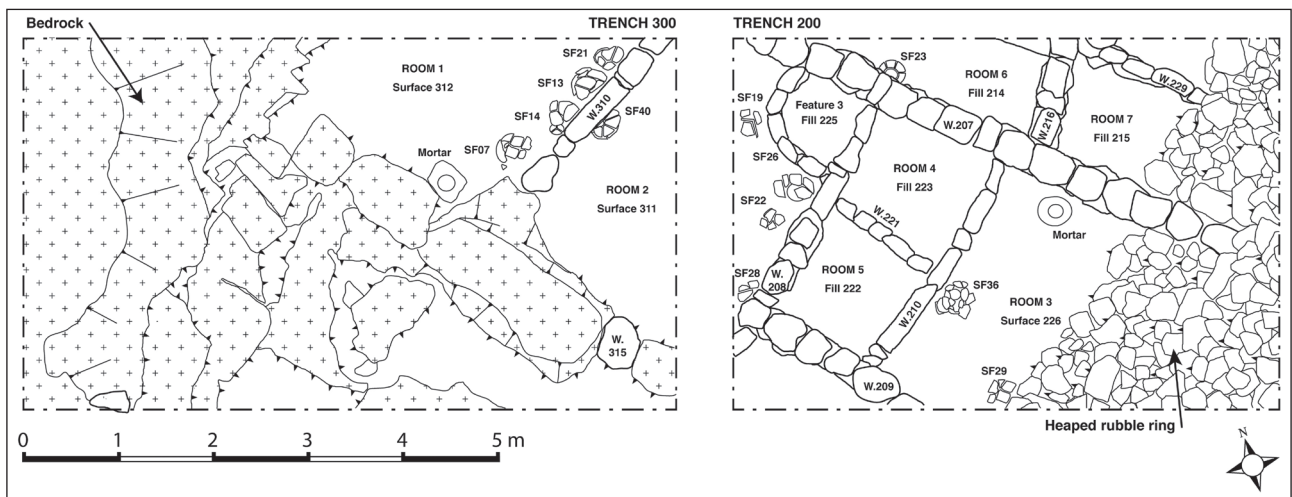 Bedrock
TRENCH 300
ROOM 1
Surface 312
SF21
SF13
W.310
SF14
SF40
SF07
Mortar
ROOM 2
Surface 311
W.
315
TRENCH 200
SF23
ROOM 6
Fill 214
W.229
SF19
Feature 3
Fill 225
W.207
W.216
ROOM 7
Fill 215
SF26
ROOM 4
Fill 223
SF22
W.221
Mortar
SF28
W.
208
ROOM 5
Fill 222
W.210
SF36
ROOM 3
Surface 226
W.209
SF29
Heaped rubble ring
0 1 2 3 4 5 m
N